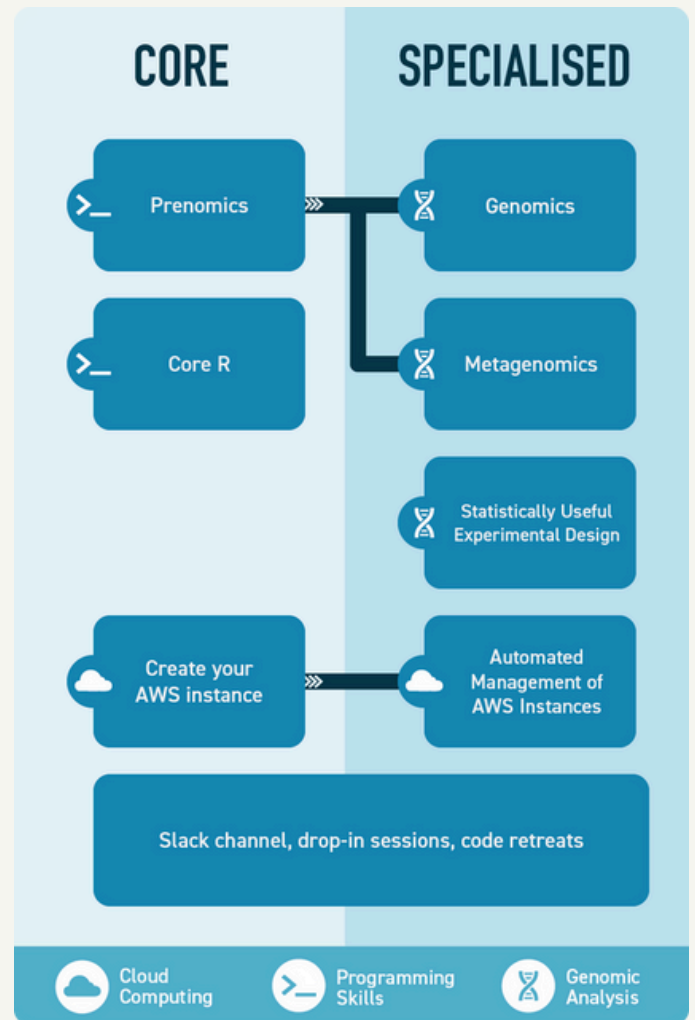 CORE
SPECIALISED
Prenomics
Genomics
Core R
Metagenomics
Statistically Useful
Experimental Design
Create your
AWS instance
Automated
Management of
AWS Instances
Slack channel, drop-in sessions, code retreats
Cloud
Computing
Programming
Skills
Genomic
Analysis